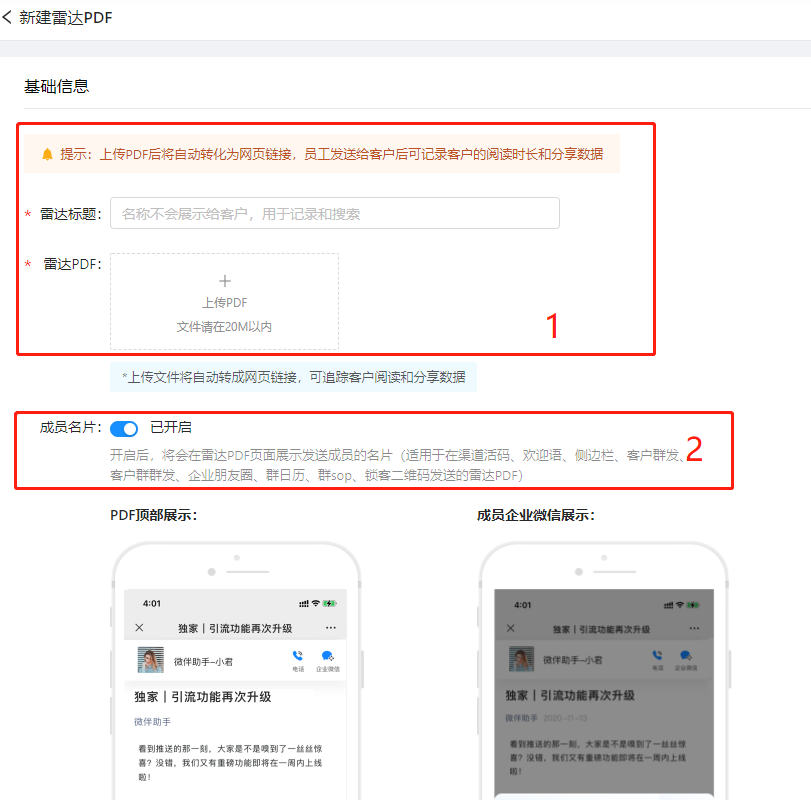 新建雷达PDF
基础信息
提示：上传PDF后将自动转化为网页链接，员工发送给客户后可记录客户的阅读时长和分享数据
* 雷达标题： 名称不会展示给客户，用于记录和搜索
* 雷达PDF：
+
上传PDF
文件请在20M以内
1
*上传文件将自动转成网页链接，可追踪客户阅读和分享数据
成员名片： 已开启
开启后，将会在雷达PDF页面展示发送成员的名片（适用于在渠道活码、欢迎语、侧边栏、客户群发、
客户群群发、企业朋友圈、群日历、群sop、锁客二维码发送的雷达PDF）
2
PDF顶部展示： 成员企业微信展示：
4:01
独家丨引流功能再次升级
微伴助手-小君
电话 企业微信
独家丨引流功能再次升级
微伴助手
看到推送的那一刻，大家是不是嗅到了一丝丝惊
喜？没错，我们又有重磅功能即将在一周内上线
啦！
4:01
独家丨引流功能再次升级
微伴助手-小君
电话 企业微信
独家丨引流功能再次升级
微伴助手 2020-11-13
看到推送的那一刻，大家是不是嗅到了一丝丝惊
喜？没错，我们又有重磅功能即将在一周内上线
啦！